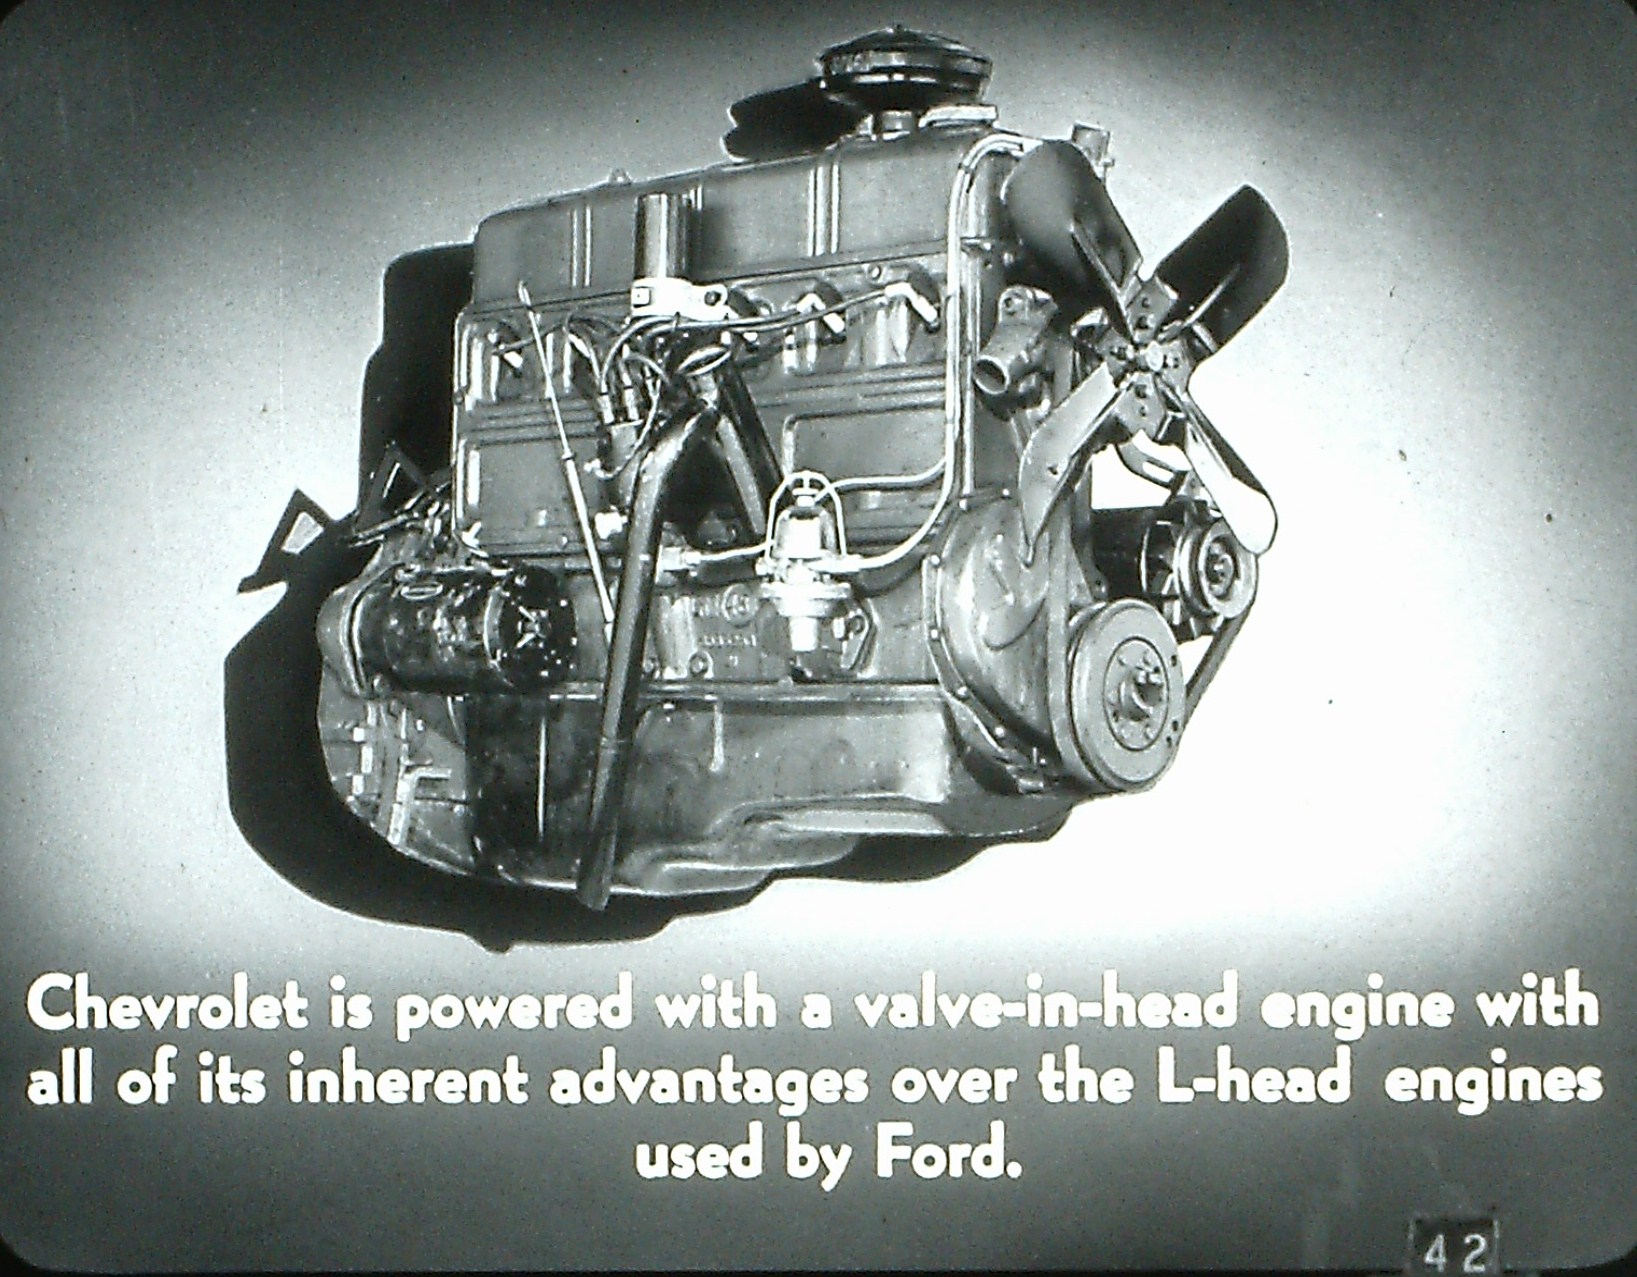 Chevrolet is powered with a valve-in-head engine with
all of its inherent advantages over the L-head engines
used by Ford.
42